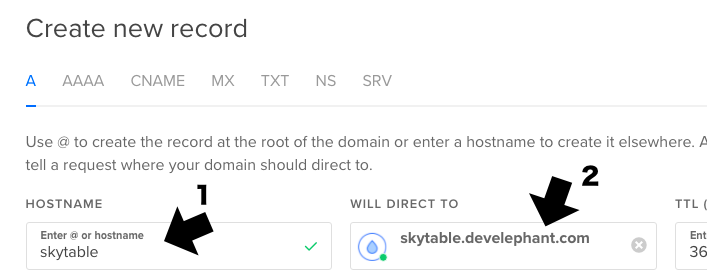 Create new record
A AAAA CNAME MX TXT NS SRV
Use @ to create the record at the root of the domain or enter a hostname to create it elsewhere. A
tell a request where your domain should direct to.
1
2
HOSTNAME WILL DIRECT TO TTL (
Enter @ or hostname
skytable
skytable.develephant.com
Ent
36